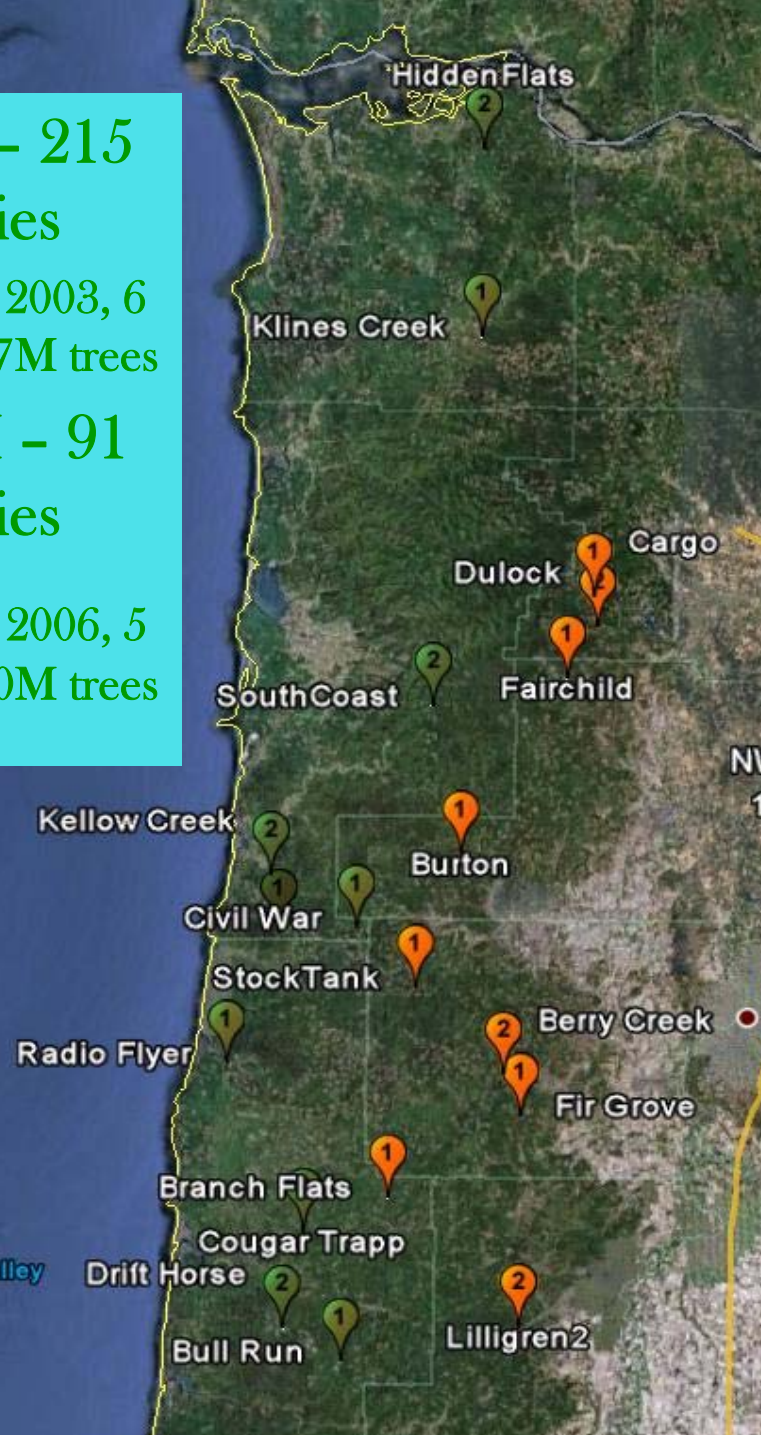 HiddenFlats
2
– 215
ies
2003, 6
7M trees
– 91
ies
2006, 5
0M trees
1
Klines Creek
1
Cargo
Dulock
2
1
Fairchild
2
SouthCoast
1
Burton
Kellow Creek
2
1
1
Civil War
1
StockTank
1
Radio Flyer
2
Berry Creek
1
Fir Grove
1
Branch Flats
Cougar Trapp
lley
Drift Horse
2
2
Lilligren2
1
Bull Run
1